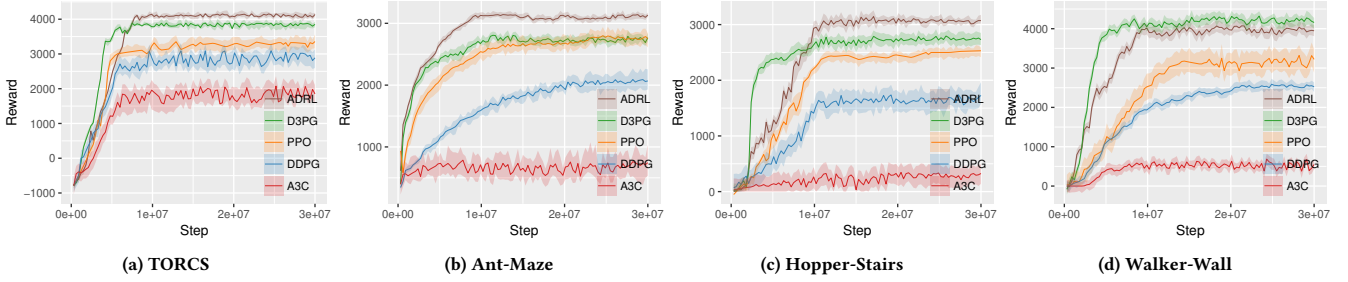 4000
3000
2000
1000
0
−1000
Reward
ADRL
D3PG
PPO
DDPG
A3C
0e+00 1e+07 2e+07 3e+07
Step
(a) TORCS
3000
2000
1000
Reward
ADRL
D3PG
PPO
DDPG
A3C
0e+00 1e+07 2e+07 3e+07
Step
(b) Ant-Maze
3000
2000
1000
0
Reward
ADRL
D3PG
PPO
DDPG
A3C
0e+00 1e+07 2e+07 3e+07
Step
(c) Hopper-Stairs
4000
3000
2000
1000
0
Reward
ADRL
D3PG
PPO
DDPG
A3C
0e+00 1e+07 2e+07 3e+07
Step
(d) Walker-Wall